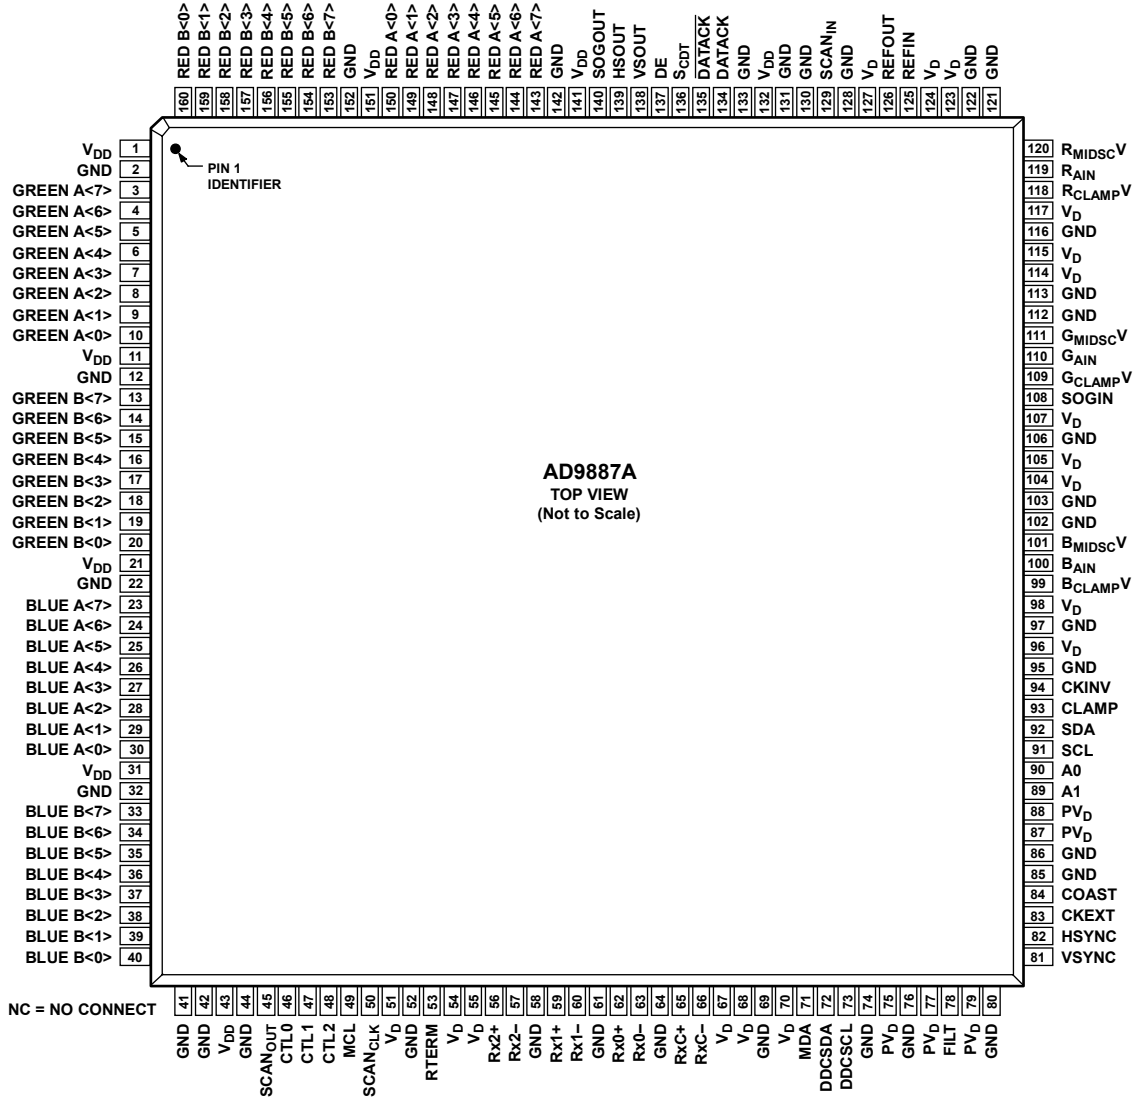 RED B<0>
RED B<1>
RED B<2>
RED B<3>
RED B<4>
RED B<5>
RED B<6>
RED B<7>
GND
VDD
RED A<0>
RED A<1>
RED A<2>
RED A<3>
RED A<4>
RED A<5>
RED A<6>
RED A<7>
GND
VDD
SOGOUT
HSOUT
VSOUT
DE
SCDT
DATACK
DATACK
GND
VDD
GND
GND
SCANIN
GND
VD
REFOUT
REFIN
VD
VD
GND
GND
160 159 158 157 156 155 154 153 152 151 150 149 148 147 146 145 144 143 142 141 140 139 138 137 136 135 134 133 132 131 130 129 128 127 126 125 124 123 122 121
VDD 1
GND 2
GREEN A<7> 3
GREEN A<6> 4
GREEN A<5> 5
GREEN A<4> 6
GREEN A<3> 7
GREEN A<2> 8
GREEN A<1> 9
GREEN A<0> 10
VDD 11
GND 12
GREEN B<7> 13
GREEN B<6> 14
GREEN B<5> 15
GREEN B<4> 16
GREEN B<3> 17
GREEN B<2> 18
GREEN B<1> 19
GREEN B<0> 20
VDD 21
GND 22
BLUE A<7> 23
BLUE A<6> 24
BLUE A<5> 25
BLUE A<4> 26
BLUE A<3> 27
BLUE A<2> 28
BLUE A<1> 29
BLUE A<0> 30
VDD 31
GND 32
BLUE B<7> 33
BLUE B<6> 34
BLUE B<5> 35
BLUE B<4> 36
BLUE B<3> 37
BLUE B<2> 38
BLUE B<1> 39
BLUE B<0> 40
PIN 1
IDENTIFIER
AD9887A
TOP VIEW
(Not to Scale)
120 RMIDSCV
119 RAIN
118 RCLAMPV
117 VD
116 GND
115 VD
114 VD
113 GND
112 GND
111 GMIDSCV
110 GAIN
109 GCLAMPV
108 SOGIN
107 VD
106 GND
105 VD
104 VD
103 GND
102 GND
101 BMIDSCV
100 BAIN
99 BCLAMPV
98 VD
97 GND
96 VD
95 GND
94 CKINV
93 CLAMP
92 SDA
91 SCL
90 A0
89 A1
88 PVD
87 PVD
86 GND
85 GND
84 COAST
83 CKEXT
82 HSYNC
81 VSYNC
NC = NO CONNECT
41 42 43 44 45 46 47 48 49 50 51 52 53 54 55 56 57 58 59 60 61 62 63 64 65 66 67 68 69 70 71 72 73 74 75 76 77 78 79 80
GND
GND
VDD
GND
SCANOUT
CTL0
CTL1
CTL2
MCL
SCANCLK
VD
GND
RTERM
VD
VD
Rx2+
Rx2–
GND
Rx1+
Rx1–
GND
Rx0+
Rx0–
GND
RxC+
RxC–
VD
VD
GND
VD
MDA
DDCSDA
DDCSCL
GND
PVD
GND
PVD
FILT
PVD
GND